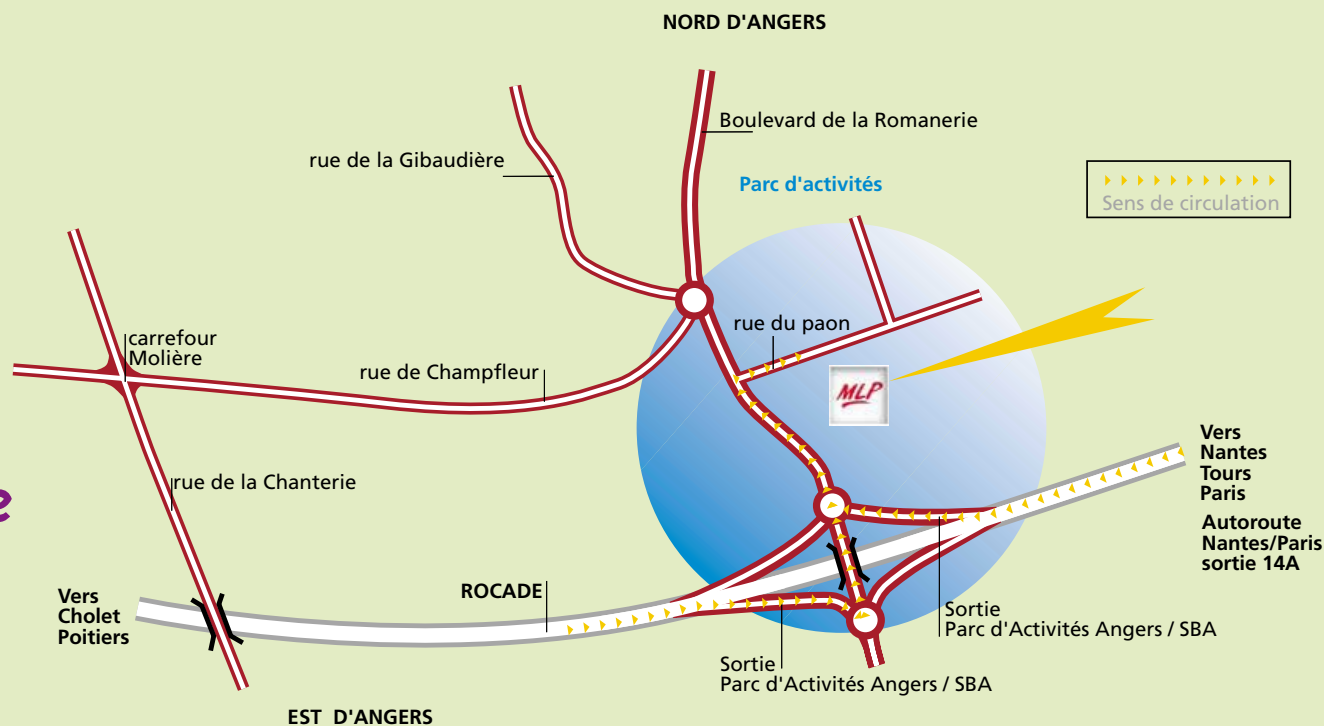 NORD D'ANGERS
Boulevard de la Romanerie
rue de la Gibaudière
Parc d'activités
Sens de circulation
rue du paon
carrefour
Molière
rue de Champfleur
MLP
Vers
Nantes
Tours
Paris
Autoroute
Nantes/Paris
sortie 14A
rue de la Chanterie
e
ROCADE
Vers
Cholet
Poitiers
Sortie
Parc d'Activités Angers / SBA
Sortie
Parc d'Activités Angers / SBA
EST D'ANGERS